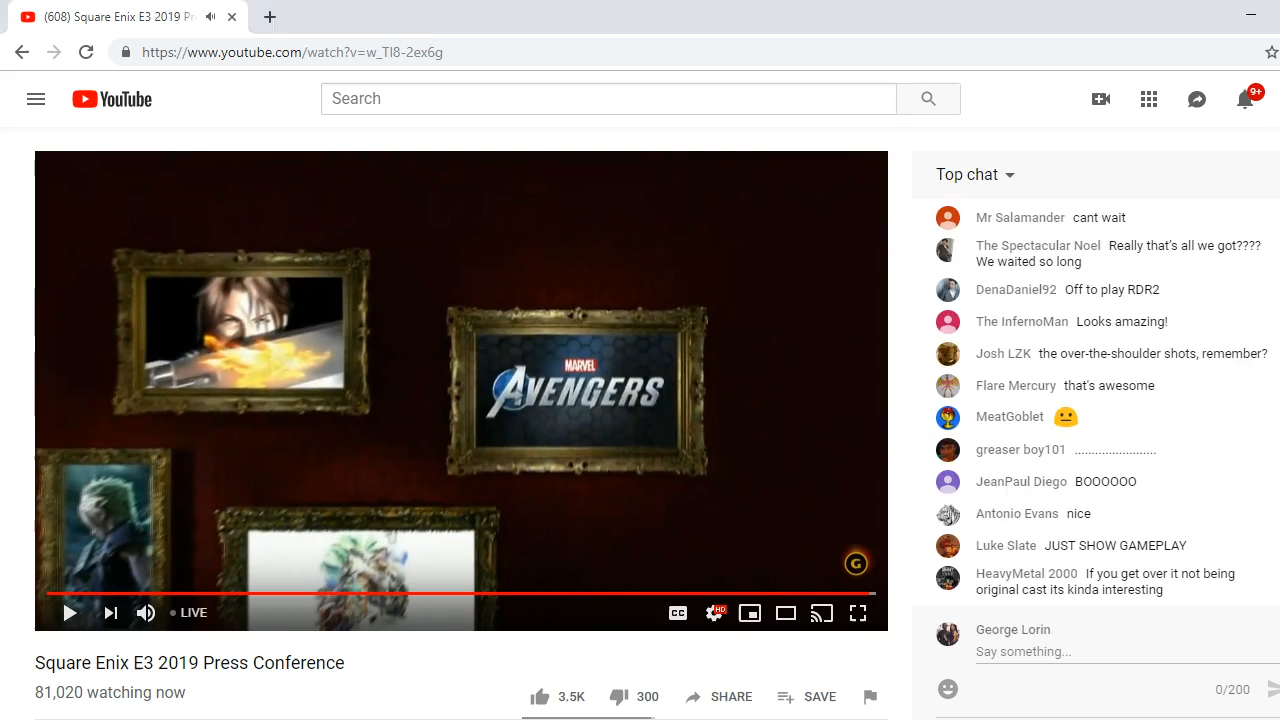 (608) Square Enix E3 2019 Pr
https://www.youtube.com/watch?v=w_Tl8-2ex6g
YouTube
Search
9+
MARVEL
AVENGERS
G
LIVE
CC
HD
Square Enix E3 2019 Press Conference
81,020 watching now
3.5K
300
SHARE
SAVE
Top chat
Mr Salamander cant wait
The Spectacular Noel Really that's all we got????
We waited so long
DenaDaniel92 Off to play RDR2
The InfernoMan Looks amazing!
Josh LZK the over-the-shoulder shots, remember?
Flare Mercury that's awesome
MeatGoblet 😐
greaser boy101 ........................
JeanPaul Diego BOOOOOO
Antonio Evans nice
Luke Slate JUST SHOW GAMEPLAY
HeavyMetal 2000 If you get over it not being
original cast its kinda interesting
George Lorin
Say something...
0/200